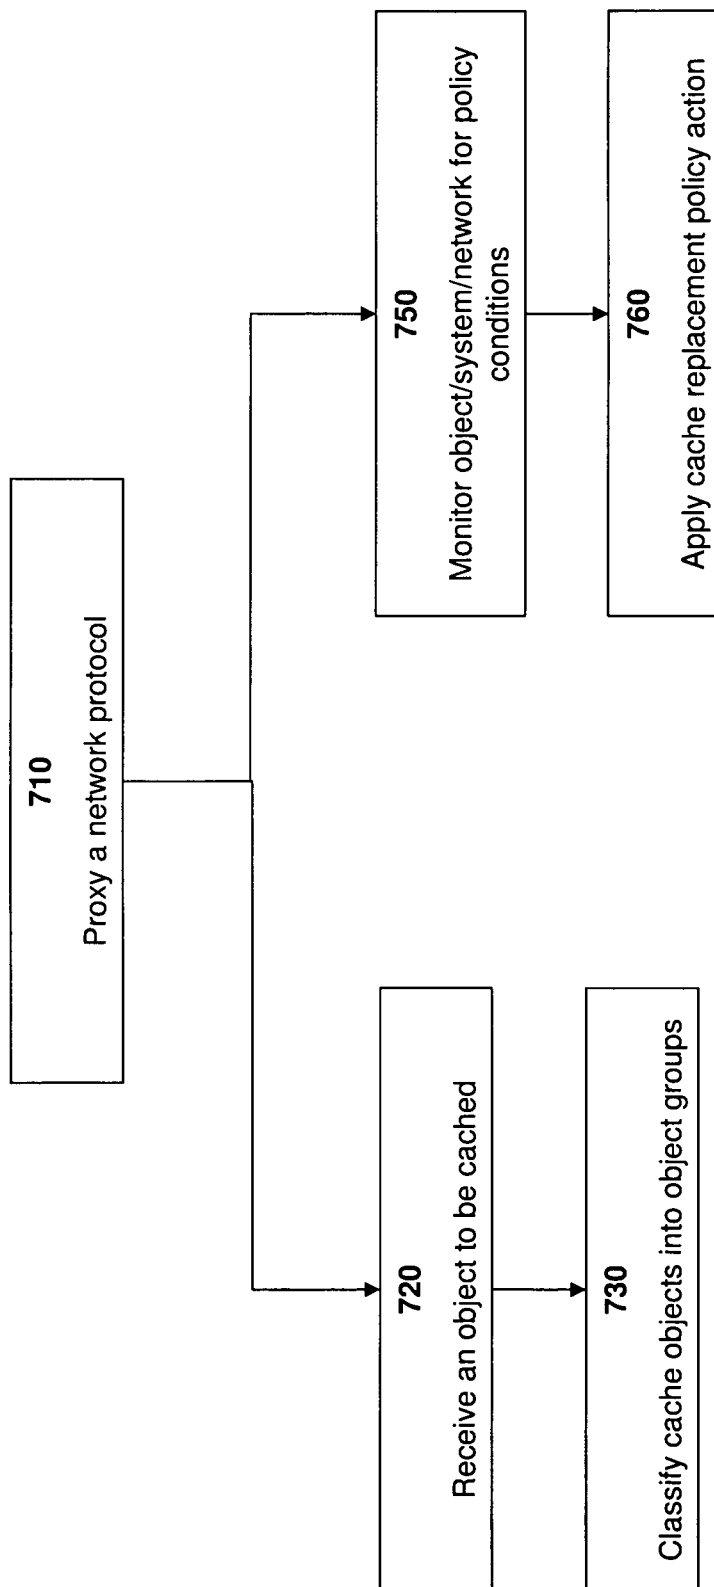 710
Proxy a network protocol
720
Receive an object to be cached
730
Classify cache objects into object groups
750
Monitor object/system/network for policy
conditions
760
Apply cache replacement policy action